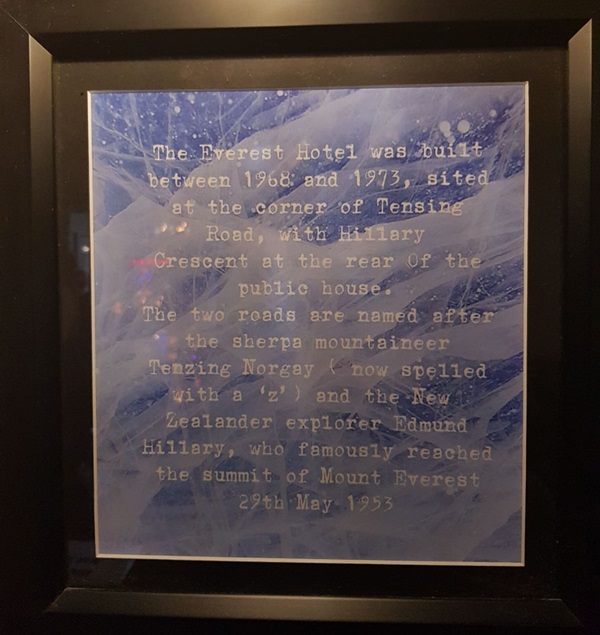 The Everest Hotel was built
between 1968 and 1973, sited
at the corner of Tensing
Road, with Hillary
Crescent at the rear Of the
public house.
The two roads are named after
the sherpa mountaineer
Tenzing Norgay ( now spelled
with a 'z' ) and the New
Zealander explorer Edmund
Hillary, who famously reached
the summit of Mount Everest
29th May 1953